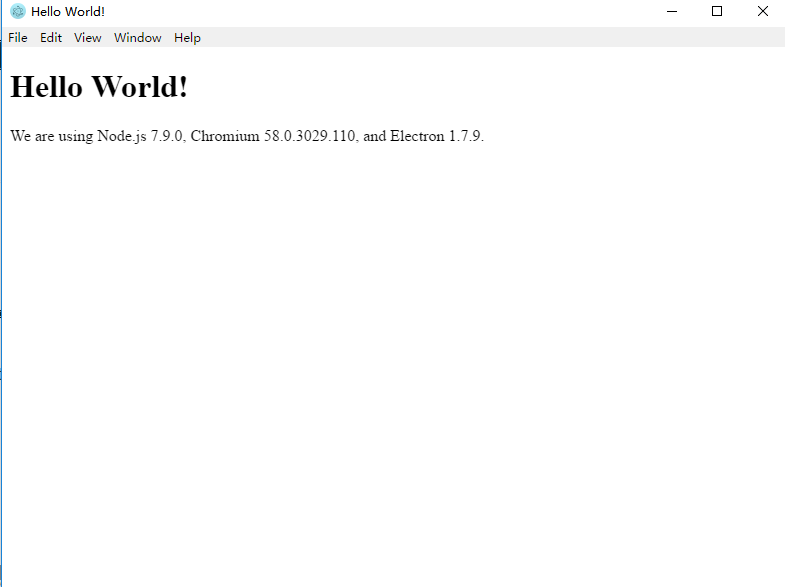 Hello World!
File Edit View Window Help
Hello World!
We are using Node.js 7.9.0, Chromium 58.0.3029.110, and Electron 1.7.9.